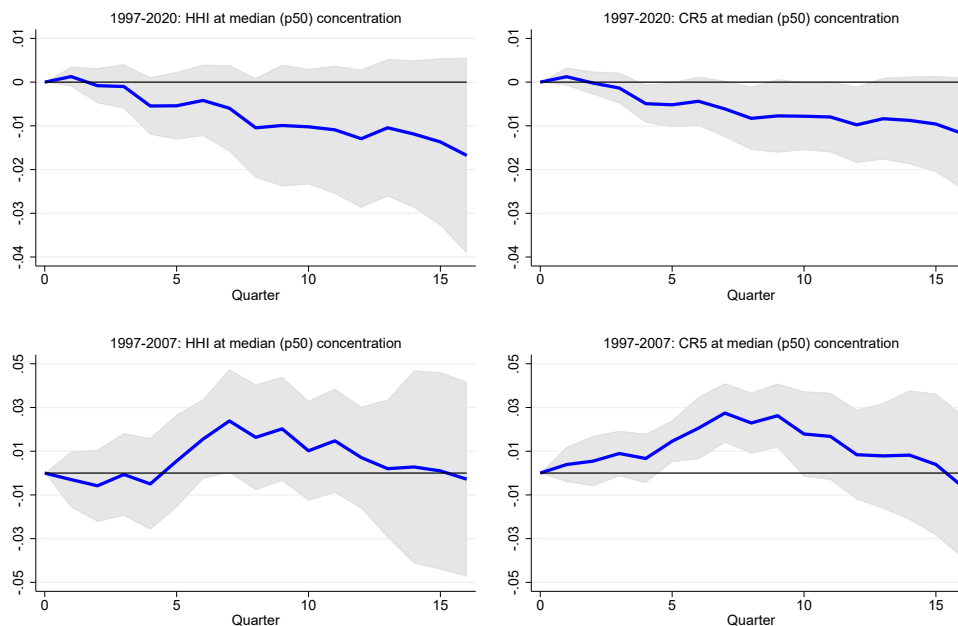 1997-2020: HHI at median (p50) concentration
.01
0
-.01
-.02
-.03
-.04
0 5 10 15
Quarter
1997-2020: CR5 at median (p50) concentration
.01
0
-.01
-.02
-.03
-.04
0 5 10 15
Quarter
1997-2007: HHI at median (p50) concentration
.05
.03
.01
-.01
-.03
-.05
0 5 10 15
Quarter
1997-2007: CR5 at median (p50) concentration
.05
.03
.01
-.01
-.03
-.05
0 5 10 15
Quarter